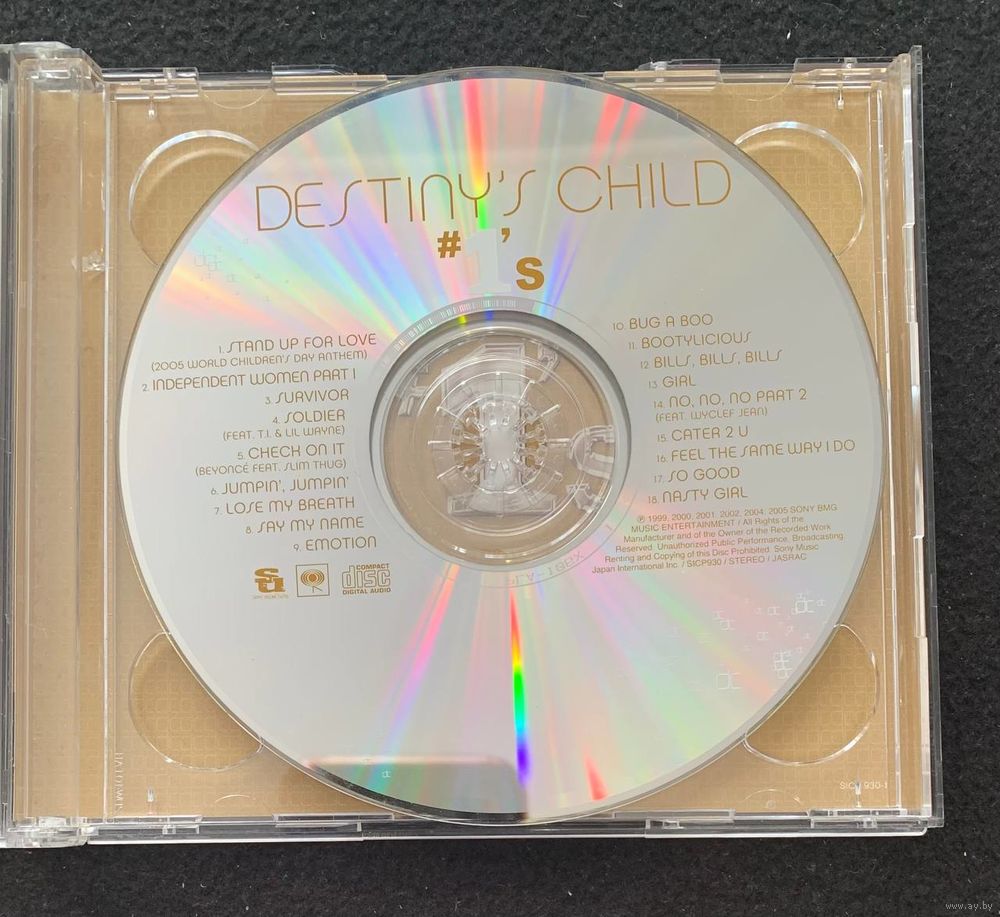 DESTINY'S CHILD
#1's
1. STAND UP FOR LOVE
(2005 WORLD CHILDREN'S DAY ANTHEM)
2. INDEPENDENT WOMEN PART I
3. SURVIVOR
4. SOLDIER
(FEAT. T.I. & LIL WAYNE)
5. CHECK ON IT
(BEYONCÉ FEAT. SLIM THUG)
6. JUMPIN', JUMPIN'
7. LOSE MY BREATH
8. SAY MY NAME
9. EMOTION
10. BUG A BOO
11. BOOTYLICIOUS
12. BILLS, BILLS, BILLS
13. GIRL
14. NO, NO, NO PART 2
(FEAT. WYCLEF JEAN)
15. CATER 2 U
16. FEEL THE SAME WAY I DO
17. SO GOOD
18. NASTY GIRL
℗ 1999, 2000, 2001, 2002, 2004, 2005 SONY BMG
MUSIC ENTERTAINMENT / All Rights of the
Manufacturer and of the Owner of the Recorded Work
Reserved. Unauthorized Public Performance, Broadcasting
Renting and Copying of this Disc Prohibited. Sony Music
Japan International Inc. / SICP930 / STEREO / JASRAC
COMPACT
disc
DIGITAL AUDIO
www.ay.by